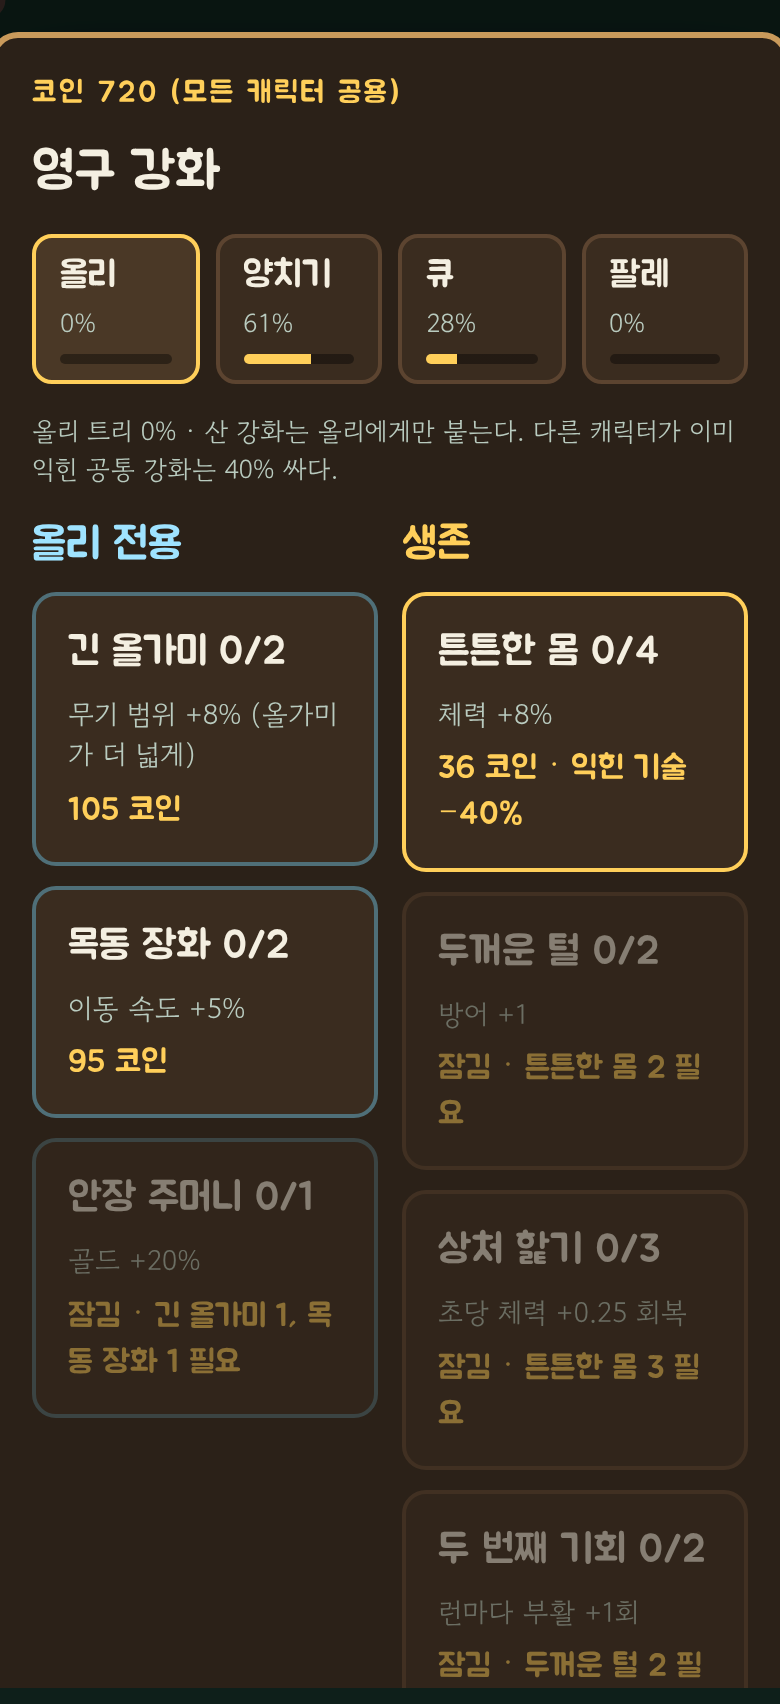 코인 720 (모든 캐릭터 공용)
영구 강화
올리
0%
양치기
61%
큐
28%
팔레
0%
올리 트리 0% · 산 강화는 올리에게만 붙는다. 다른 캐릭터가 이미
익힌 공통 강화는 40% 싸다.
올리 전용
긴 올가미 0/2
무기 범위 +8% (올가미
가 더 넓게)
105 코인
목동 장화 0/2
이동 속도 +5%
95 코인
안장 주머니 0/1
골드 +20%
잠김 · 긴 올가미 1, 목
동 장화 1 필요
생존
튼튼한 몸 0/4
체력 +8%
36 코인 · 익힌 기술
−40%
두꺼운 털 0/2
방어 +1
잠김 · 튼튼한 몸 2 필
요
상처 핥기 0/3
초당 체력 +0.25 회복
잠김 · 튼튼한 몸 3 필
요
두 번째 기회 0/2
런마다 부활 +1회
잠김 · 두꺼운 털 2 필